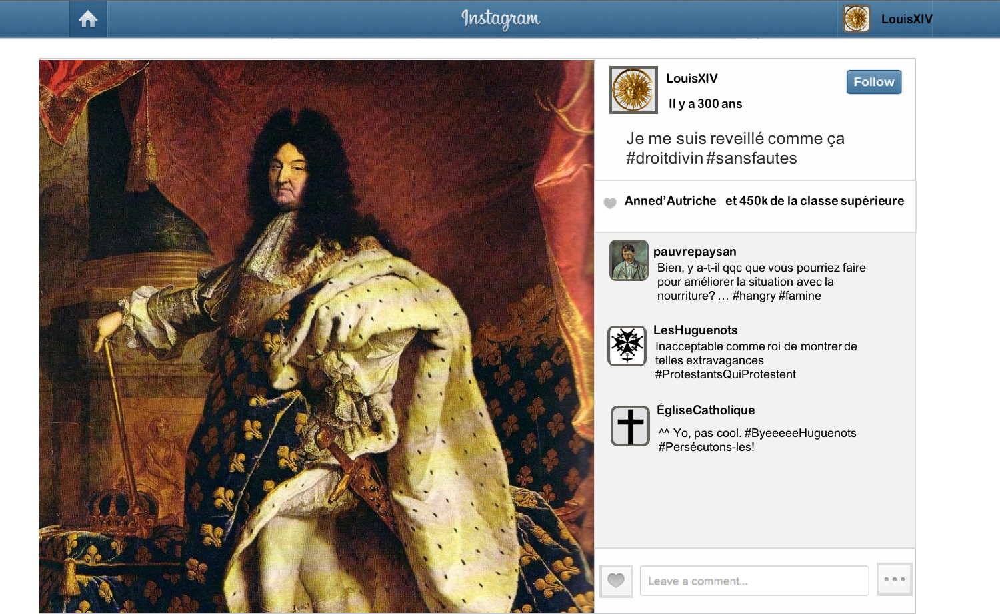 Instagram
LouisXIV
LouisXIV
Follow
Il y a 300 ans
Je me suis reveillé comme ça
#droitdivin #sansfautes
Anned’Autriche et 450k de la classe supérieure
pauvrepaysan
Bien, y a-t-il qqc que vous pourriez faire
pour améliorer la situation avec la
nourriture? … #hangry #famine
LesHuguenots
Inacceptable comme roi de montrer de
telles extravagances
#ProtestantsQuiProtestent
ÉgliseCatholique
^^ Yo, pas cool. #ByeeeeeHuguenots
#Persécutons-les!
Leave a comment...